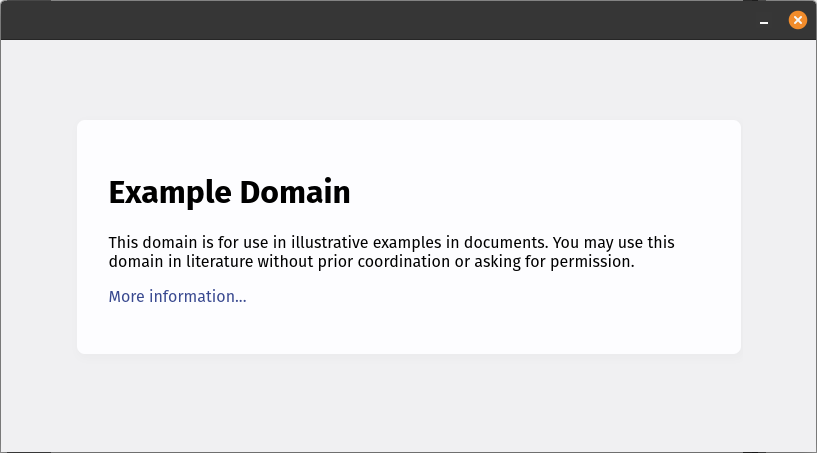 Example Domain
This domain is for use in illustrative examples in documents. You may use this
domain in literature without prior coordination or asking for permission.
More information...